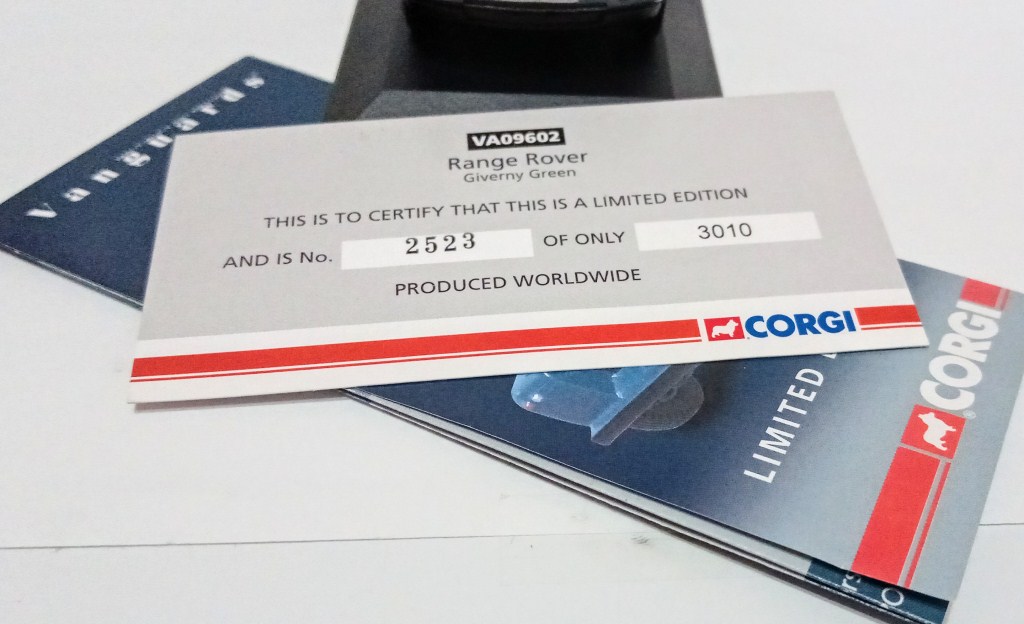 Vanguards
VA09602
Range Rover
Giverny Green
THIS IS TO CERTIFY THAT THIS IS A LIMITED EDITION
AND IS No. 2523 OF ONLY 3010
PRODUCED WORLDWIDE
CORGI
LIMITED
CORGI